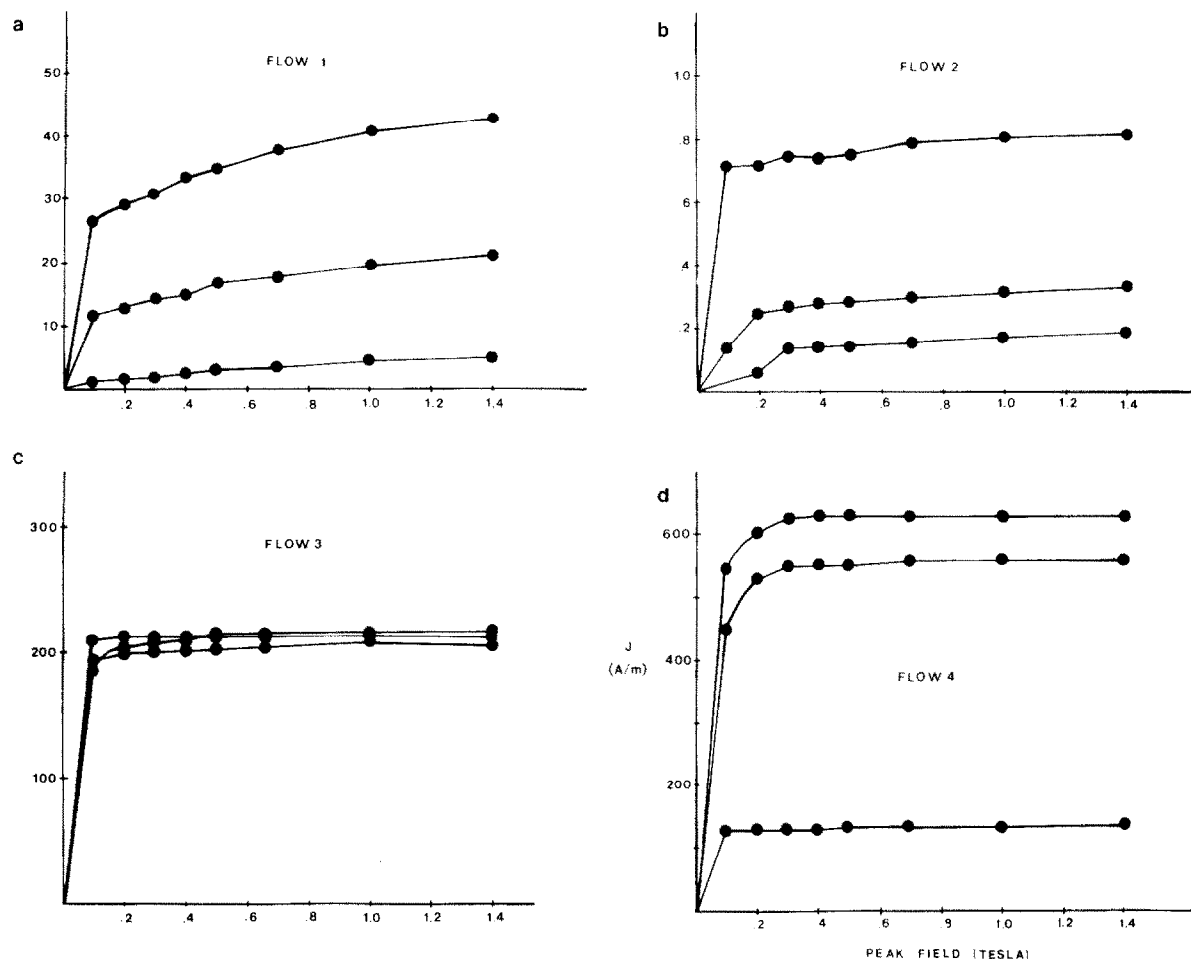 a
FLOW 1
50
40
30
20
10
.2 .4 .6 .8 1.0 1.2 1.4
b
FLOW 2
1.0
.8
.6
.4
.2
.2 4 .6 .8 1.0 1.2 1.4
c
FLOW 3
300
200
100
.2 .4 .6 .8 1.0 1.2 1.4
d
FLOW 4
600
J
400
(A/m)
200
.2 4 .6 .8 1.0 1.2 1.4
PEAK FIELD (TESLA)